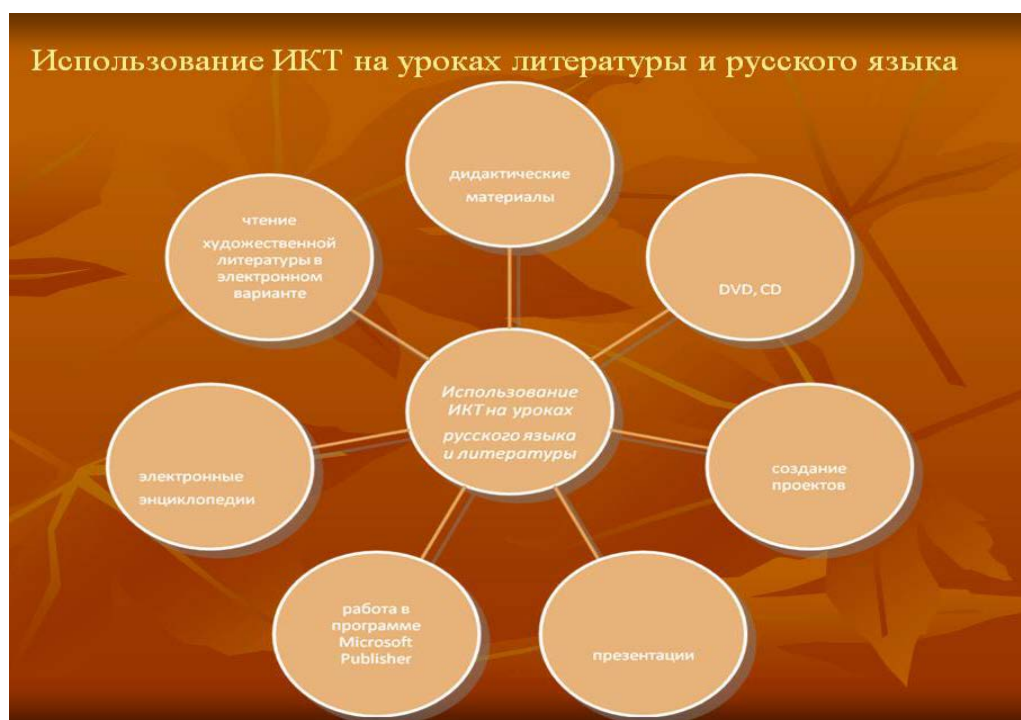 Использование ИКТ на уроках литературы и русского языка
дидактические
материалы
DVD, CD
создание
проектов
презентации
работа в
программе
Microsoft
Publisher
электронные
энциклопедии
чтение
художественной
литературы в
электронном
варианте
Использование
ИКТ на уроках
русского языка
и литературы